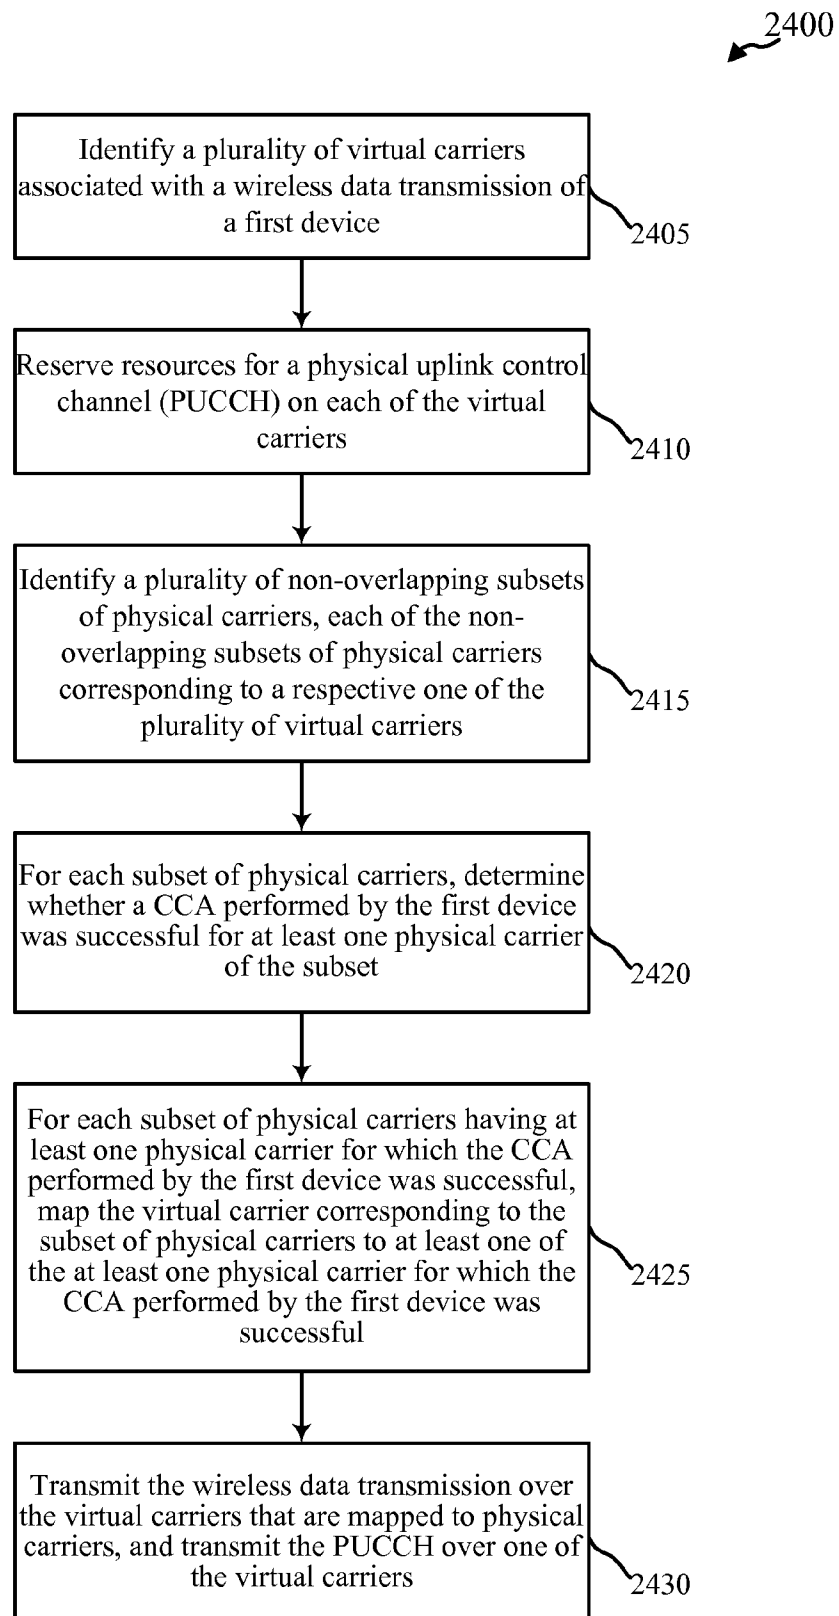 2400
Identify a plurality of virtual carriers
associated with a wireless data transmission of
a first device
2405
Reserve resources for a physical uplink control
channel (PUCCH) on each of the virtual
carriers
2410
Identify a plurality of non-overlapping subsets
of physical carriers, each of the non-
overlapping subsets of physical carriers
corresponding to a respective one of the
plurality of virtual carriers
2415
For each subset of physical carriers, determine
whether a CCA performed by the first device
was successful for at least one physical carrier
of the subset
2420
For each subset of physical carriers having at
least one physical carrier for which the CCA
performed by the first device was successful,
map the virtual carrier corresponding to the
subset of physical carriers to at least one of
the at least one physical carrier for which the
CCA performed by the first device was
successful
2425
Transmit the wireless data transmission over
the virtual carriers that are mapped to physical
carriers, and transmit the PUCCH over one of
the virtual carriers
2430